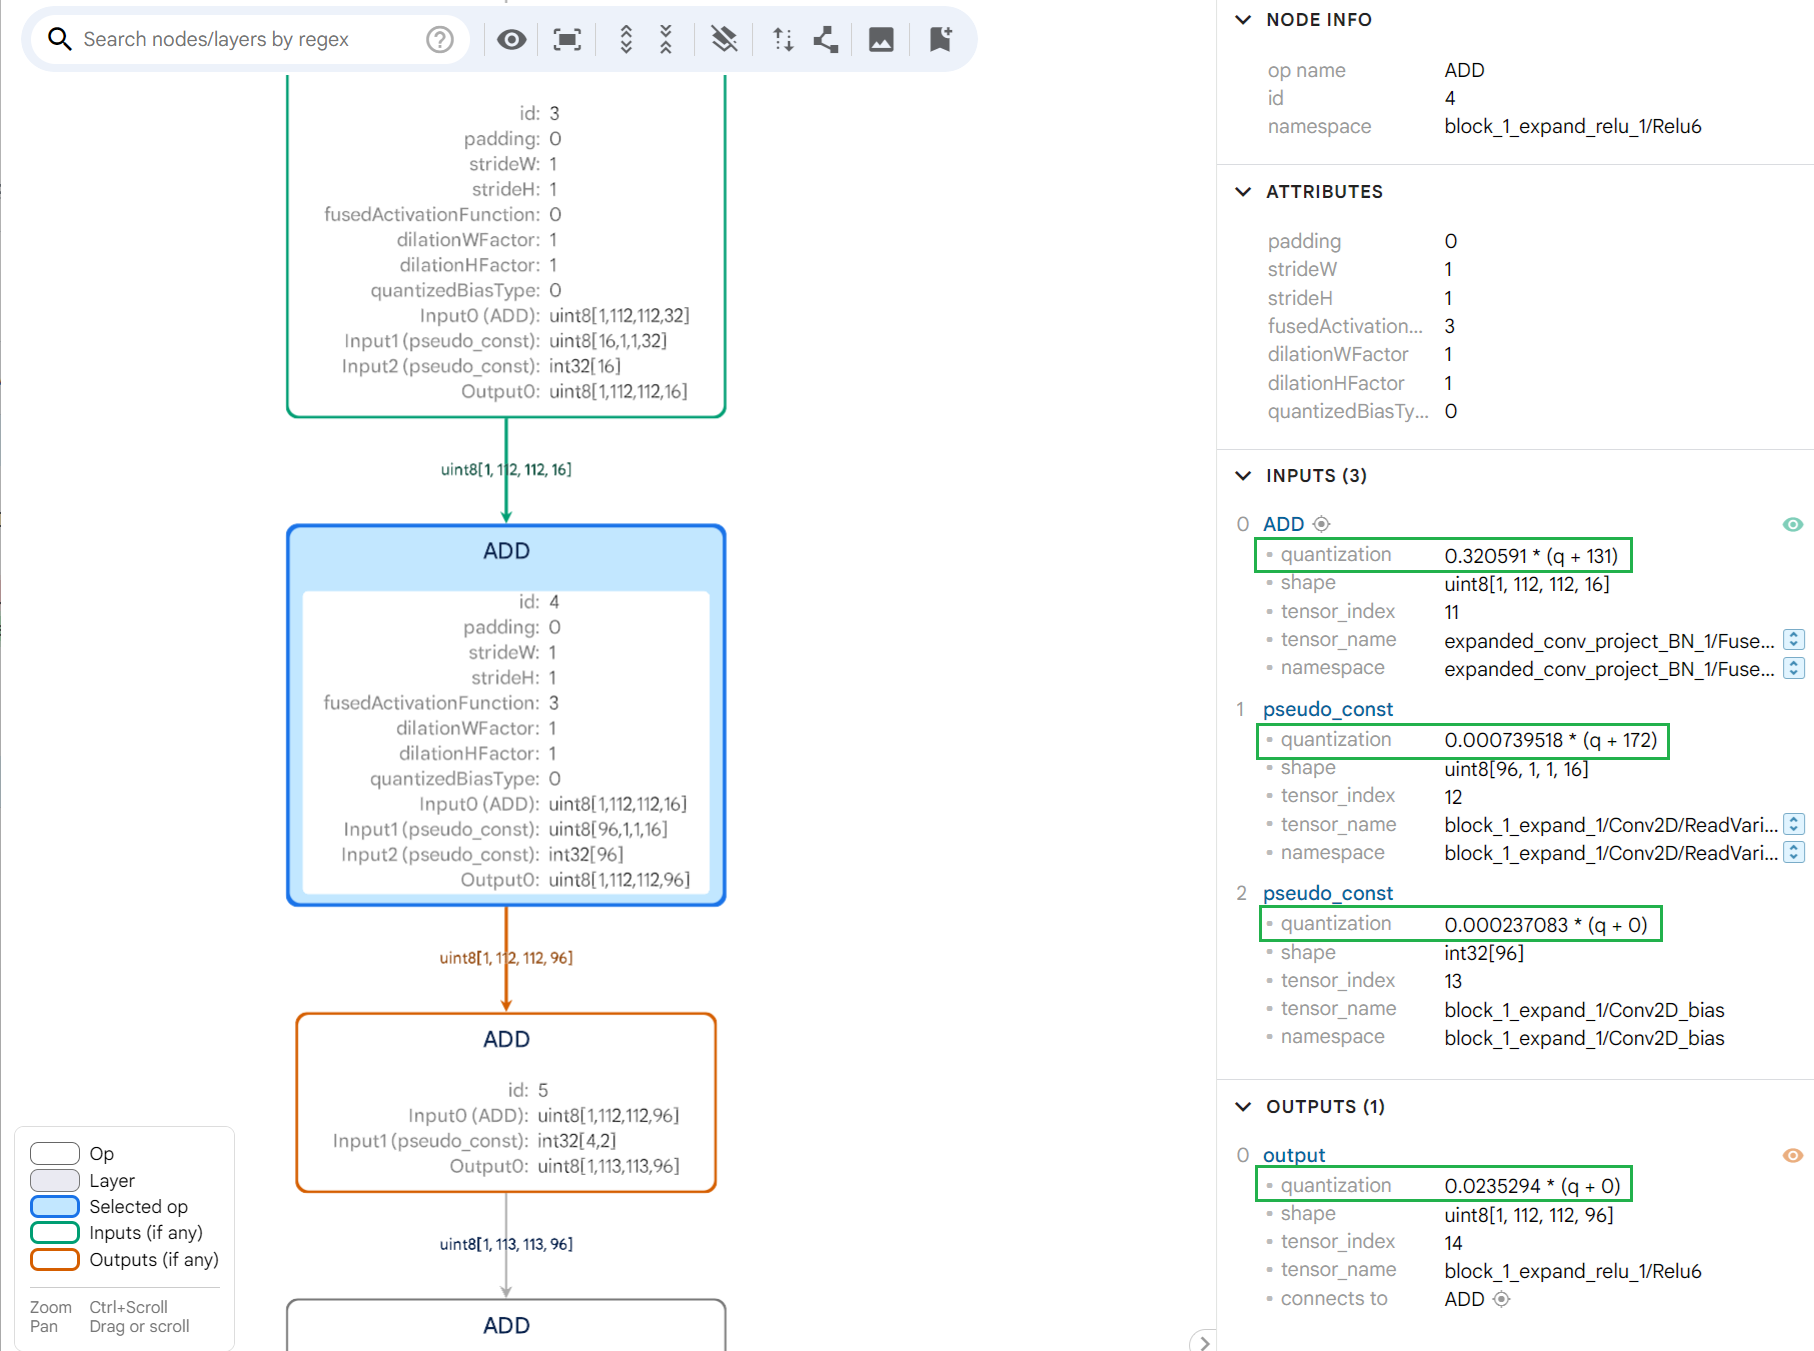 Search nodes/layers by regex
id: 3
padding: 0
strideW: 1
strideH: 1
fusedActivationFunction: 0
dilationWFactor: 1
dilationHFactor: 1
quantizedBiasType: 0
Input0 (ADD): uint8[1,112,112,32]
Input1 (pseudo_const): uint8[16,1,1,32]
Input2 (pseudo_const): int32[16]
Output0: uint8[1,112,112,16]
uint8[1, 112, 112, 16]
ADD
id: 4
padding: 0
strideW: 1
strideH: 1
fusedActivationFunction: 3
dilationWFactor: 1
dilationHFactor: 1
quantizedBiasType: 0
Input0 (ADD): uint8[1,112,112,16]
Input1 (pseudo_const): uint8[96,1,1,16]
Input2 (pseudo_const): int32[96]
Output0: uint8[1,112,112,96]
uint8[1, 112, 112, 96]
ADD
id: 5
Input0 (ADD): uint8[1,112,112,96]
Input1 (pseudo_const): int32[4,2]
Output0: uint8[1,113,113,96]
uint8[1, 113, 113, 96]
ADD
Op
Layer
Selected op
Inputs (if any)
Outputs (if any)
Zoom Ctrl+Scroll
Pan Drag or scroll
NODE INFO
op name ADD
id 4
namespace block_1_expand_relu_1/Relu6
ATTRIBUTES
padding 0
strideW 1
strideH 1
fusedActivation... 3
dilationWFactor 1
dilationHFactor 1
quantizedBiasTy... 0
INPUTS (3)
0 ADD
quantization 0.320591 * (q + 131)
shape uint8[1, 112, 112, 16]
tensor_index 11
tensor_name expanded_conv_project_BN_1/Fuse...
namespace expanded_conv_project_BN_1/Fuse...
1 pseudo_const
quantization 0.000739518 * (q + 172)
shape uint8[96, 1, 1, 16]
tensor_index 12
tensor_name block_1_expand_1/Conv2D/ReadVari...
namespace block_1_expand_1/Conv2D/ReadVari...
2 pseudo_const
quantization 0.000237083 * (q + 0)
shape int32[96]
tensor_index 13
tensor_name block_1_expand_1/Conv2D_bias
namespace block_1_expand_1/Conv2D_bias
OUTPUTS (1)
0 output
quantization 0.0235294 * (q + 0)
shape uint8[1, 112, 112, 96]
tensor_index 14
tensor_name block_1_expand_relu_1/Relu6
connects to ADD